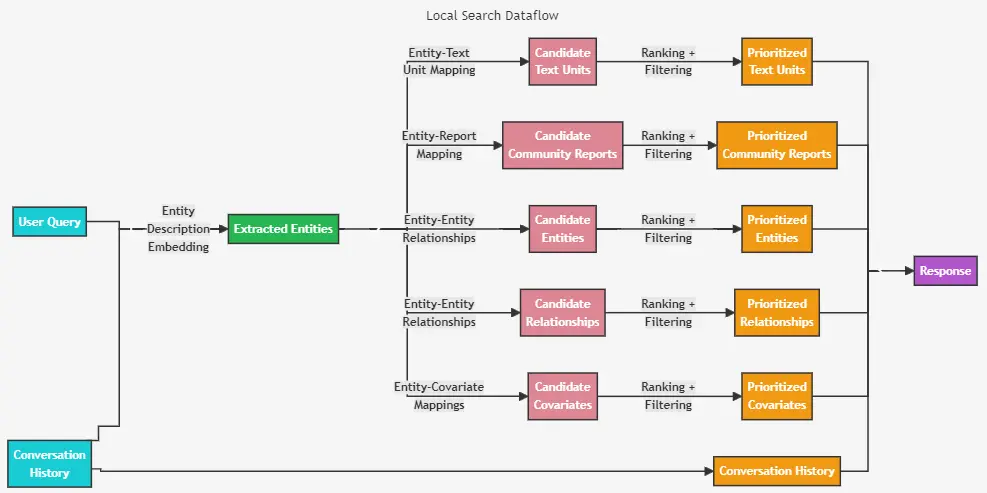 Local Search Dataflow
Entity-Text
Unit Mapping
Candidate
Text Units
Ranking +
Filtering
Prioritized
Text Units
Entity-Report
Mapping
Candidate
Community Reports
Ranking +
Filtering
Prioritized
Community Reports
User Query
Entity
Description
Embedding
Extracted Entities
Entity-Entity
Relationships
Candidate
Entities
Ranking +
Filtering
Prioritized
Entities
Response
Entity-Entity
Relationships
Candidate
Relationships
Ranking +
Filtering
Prioritized
Relationships
Entity-Covariate
Mappings
Candidate
Covariates
Ranking +
Filtering
Prioritized
Covariates
Conversation
History
Conversation History